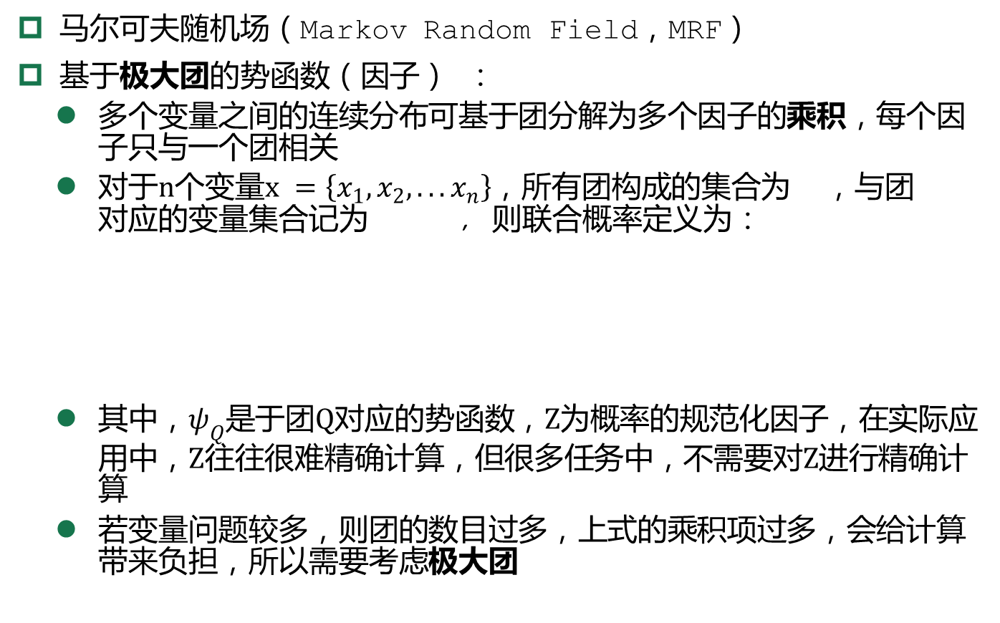 马尔可夫随机场（Markov Random Field，MRF）
基于极大团的势函数（因子） ：
多个变量之间的连续分布可基于团分解为多个因子的乘积，每个因
子只与一个团相关
对于n个变量x = {x₁, x₂, … xₙ}，所有团构成的集合为 ，与团
对应的变量集合记为 ， 则联合概率定义为：
其中，ψ_Q是于团Q对应的势函数，Z为概率的规范化因子，在实际应
用中，Z往往很难精确计算，但很多任务中，不需要对Z进行精确计
算
若变量问题较多，则团的数目过多，上式的乘积项过多，会给计算
带来负担，所以需要考虑极大团